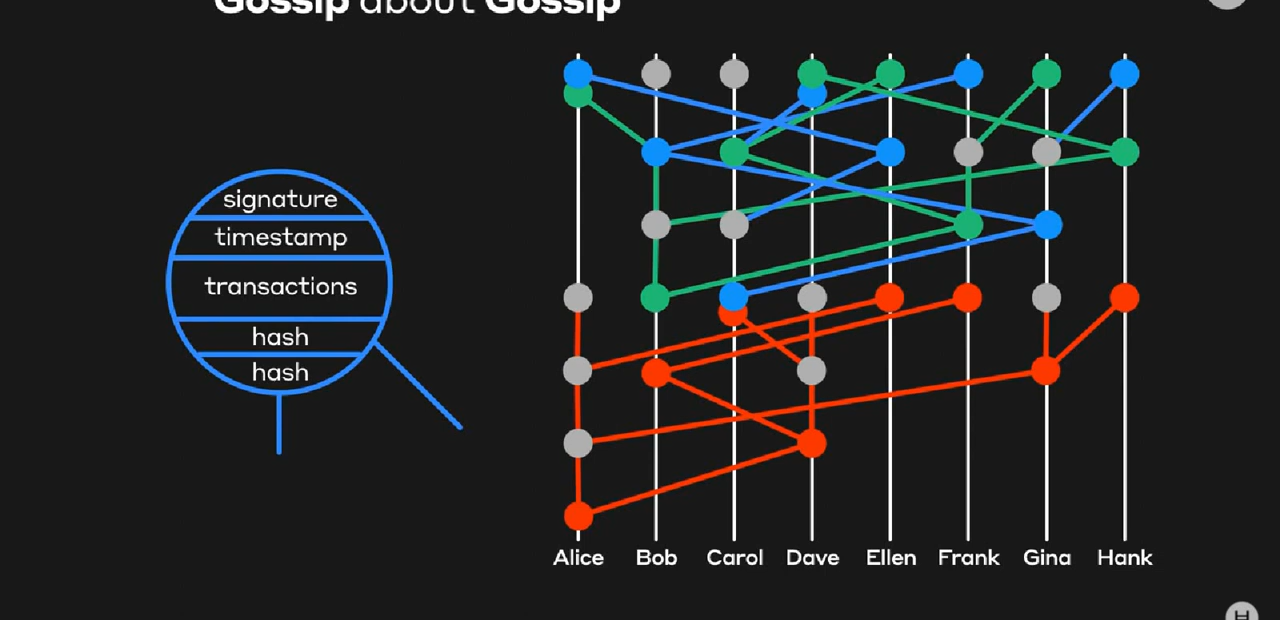 Gossip about Gossip
signature
timestamp
transactions
hash
hash
Alice Bob Carol Dave Ellen Frank Gina Hank
H